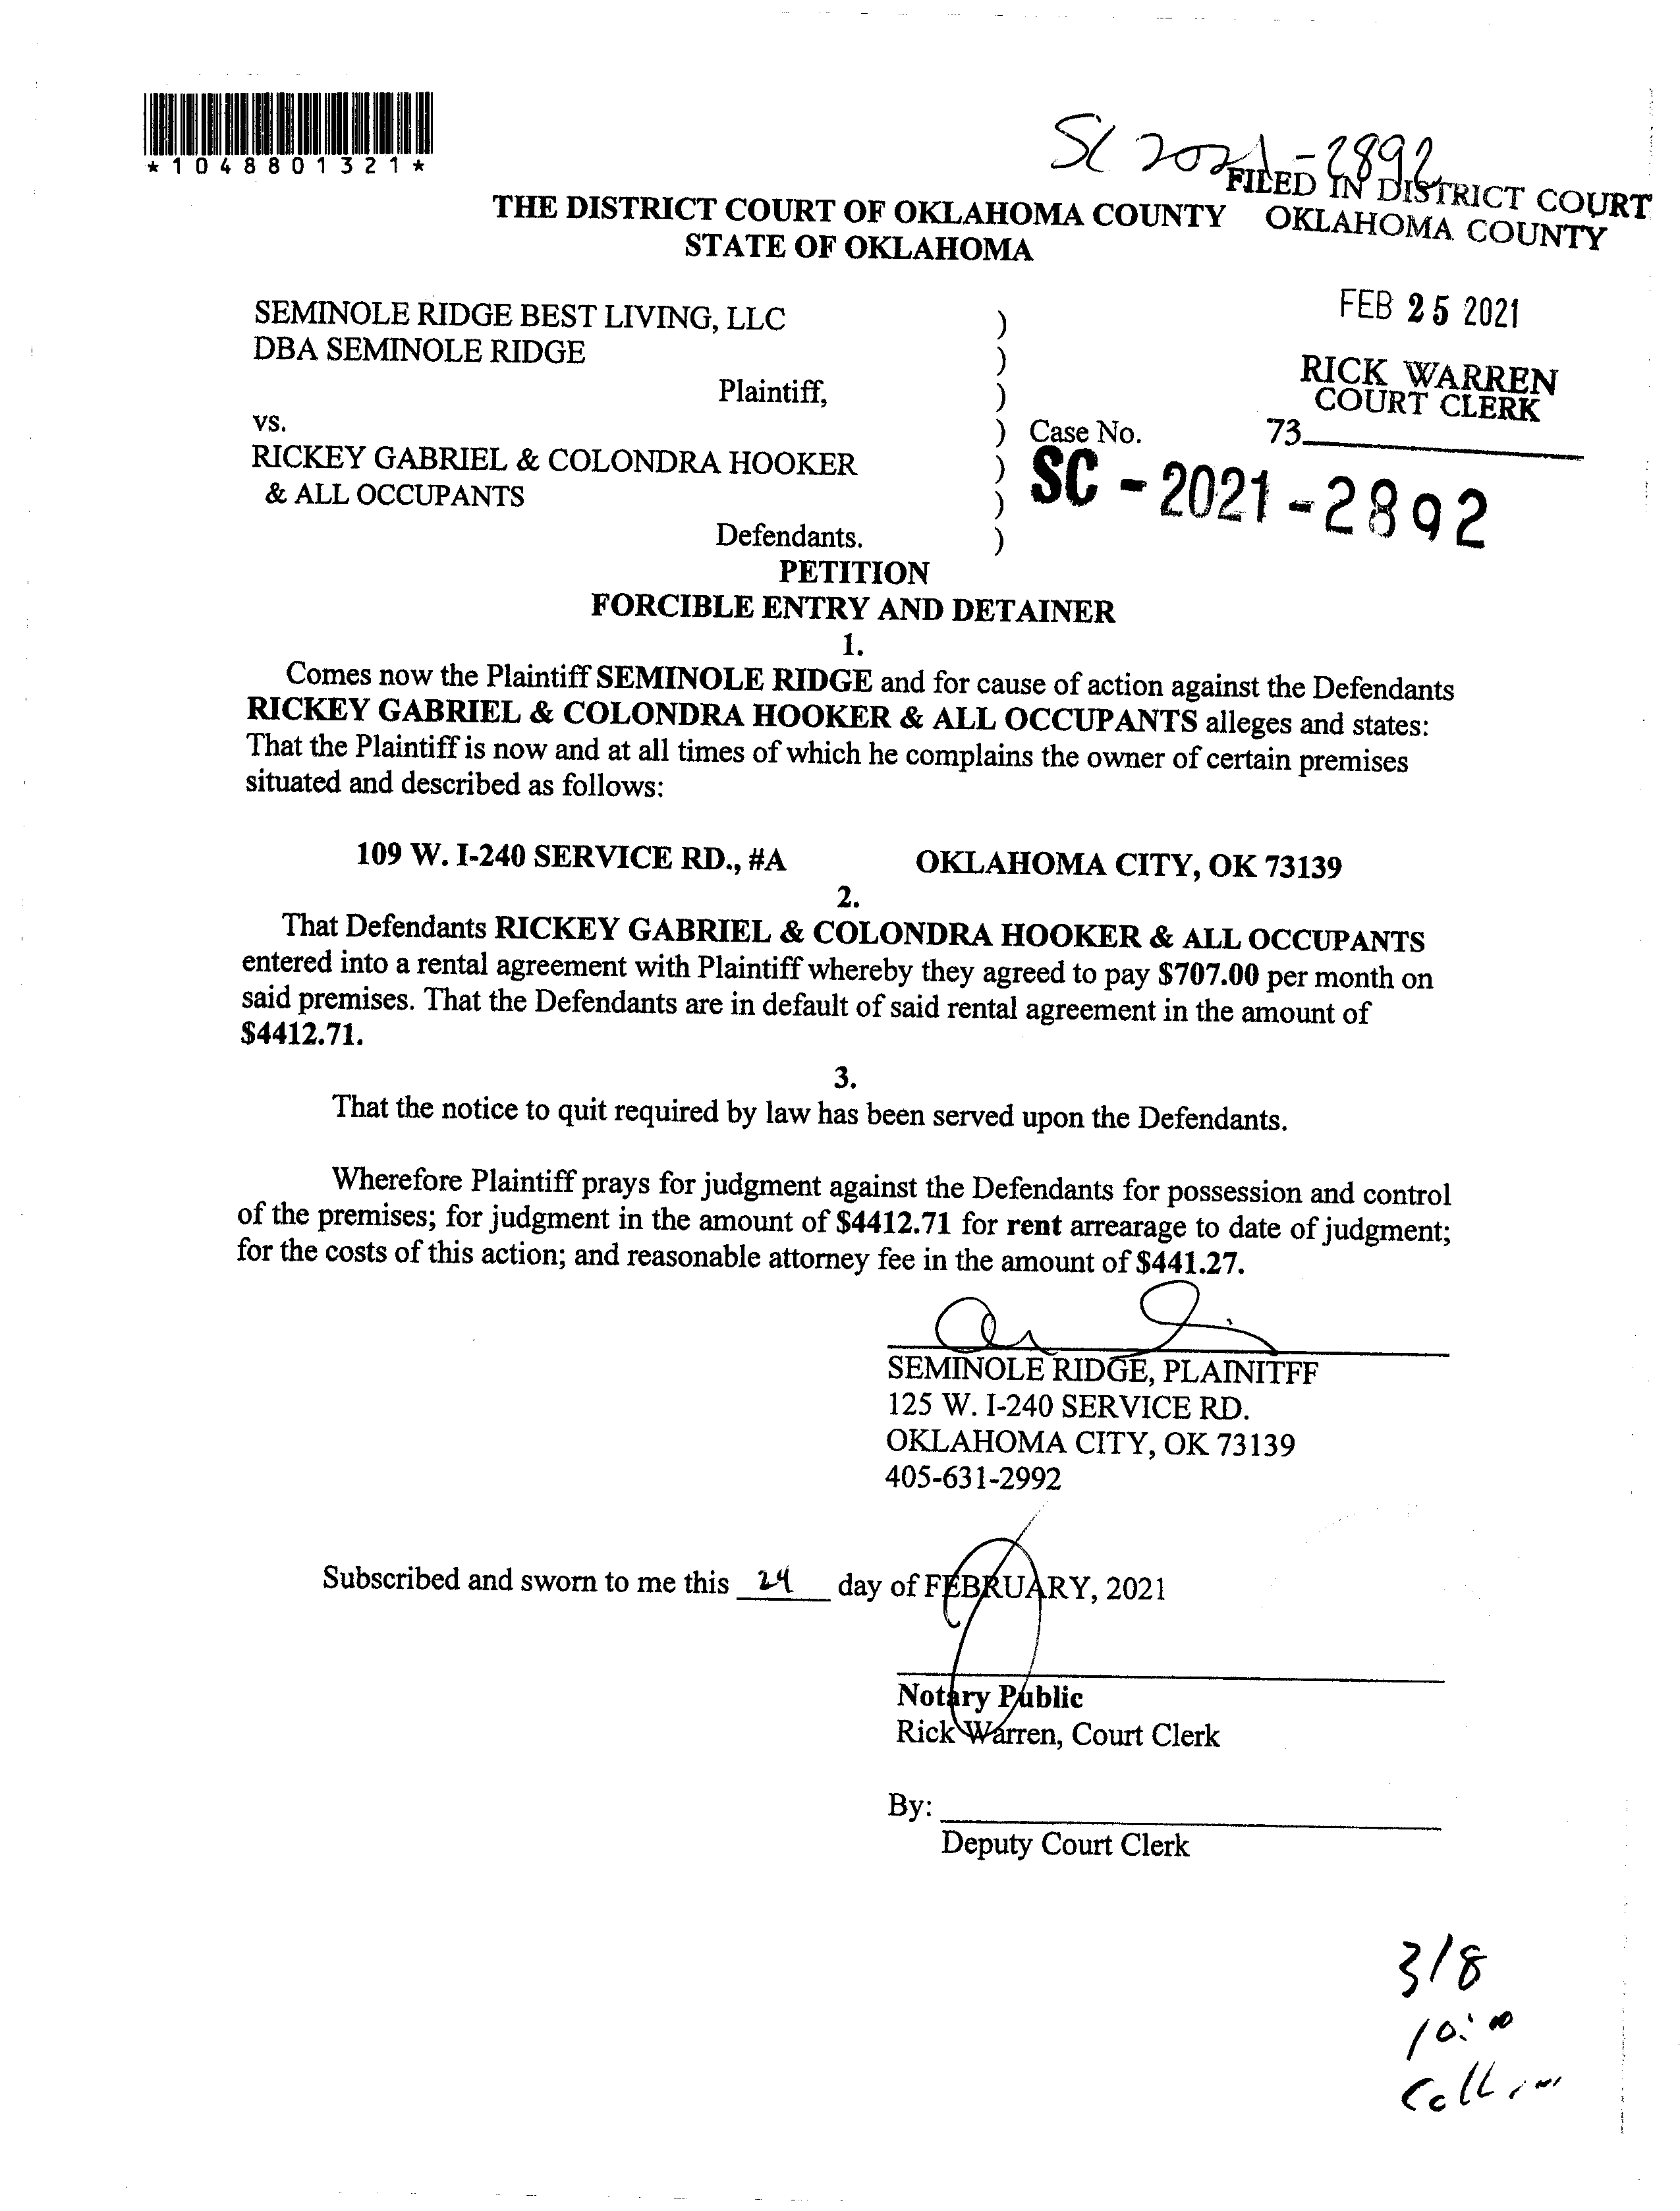 *1048801321*
SC 2021-2892
FILED IN DISTRICT COURT
OKLAHOMA COUNTY
THE DISTRICT COURT OF OKLAHOMA COUNTY
STATE OF OKLAHOMA
FEB 25 2021
RICK WARREN
COURT CLERK
73
SEMINOLE RIDGE BEST LIVING, LLC )
DBA SEMINOLE RIDGE )
Plaintiff, )
vs. ) Case No.
RICKEY GABRIEL & COLONDRA HOOKER ) SC - 2021 - 2892
& ALL OCCUPANTS )
Defendants. )
PETITION
FORCIBLE ENTRY AND DETAINER
1.
Comes now the Plaintiff SEMINOLE RIDGE and for cause of action against the Defendants
RICKEY GABRIEL & COLONDRA HOOKER & ALL OCCUPANTS alleges and states:
That the Plaintiff is now and at all times of which he complains the owner of certain premises
situated and described as follows:
109 W. I-240 SERVICE RD., #A OKLAHOMA CITY, OK 73139
2.
That Defendants RICKEY GABRIEL & COLONDRA HOOKER & ALL OCCUPANTS
entered into a rental agreement with Plaintiff whereby they agreed to pay $707.00 per month on
said premises. That the Defendants are in default of said rental agreement in the amount of
$4412.71.
3.
That the notice to quit required by law has been served upon the Defendants.
Wherefore Plaintiff prays for judgment against the Defendants for possession and control
of the premises; for judgment in the amount of $4412.71 for rent arrearage to date of judgment;
for the costs of this action; and reasonable attorney fee in the amount of $441.27.
SEMINOLE RIDGE, PLAINITFF
125 W. I-240 SERVICE RD.
OKLAHOMA CITY, OK 73139
405-631-2992
Subscribed and sworn to me this 24 day of FEBRUARY, 2021
Notary Public
Rick Warren, Court Clerk
By:
Deputy Court Clerk
3/8
10:00